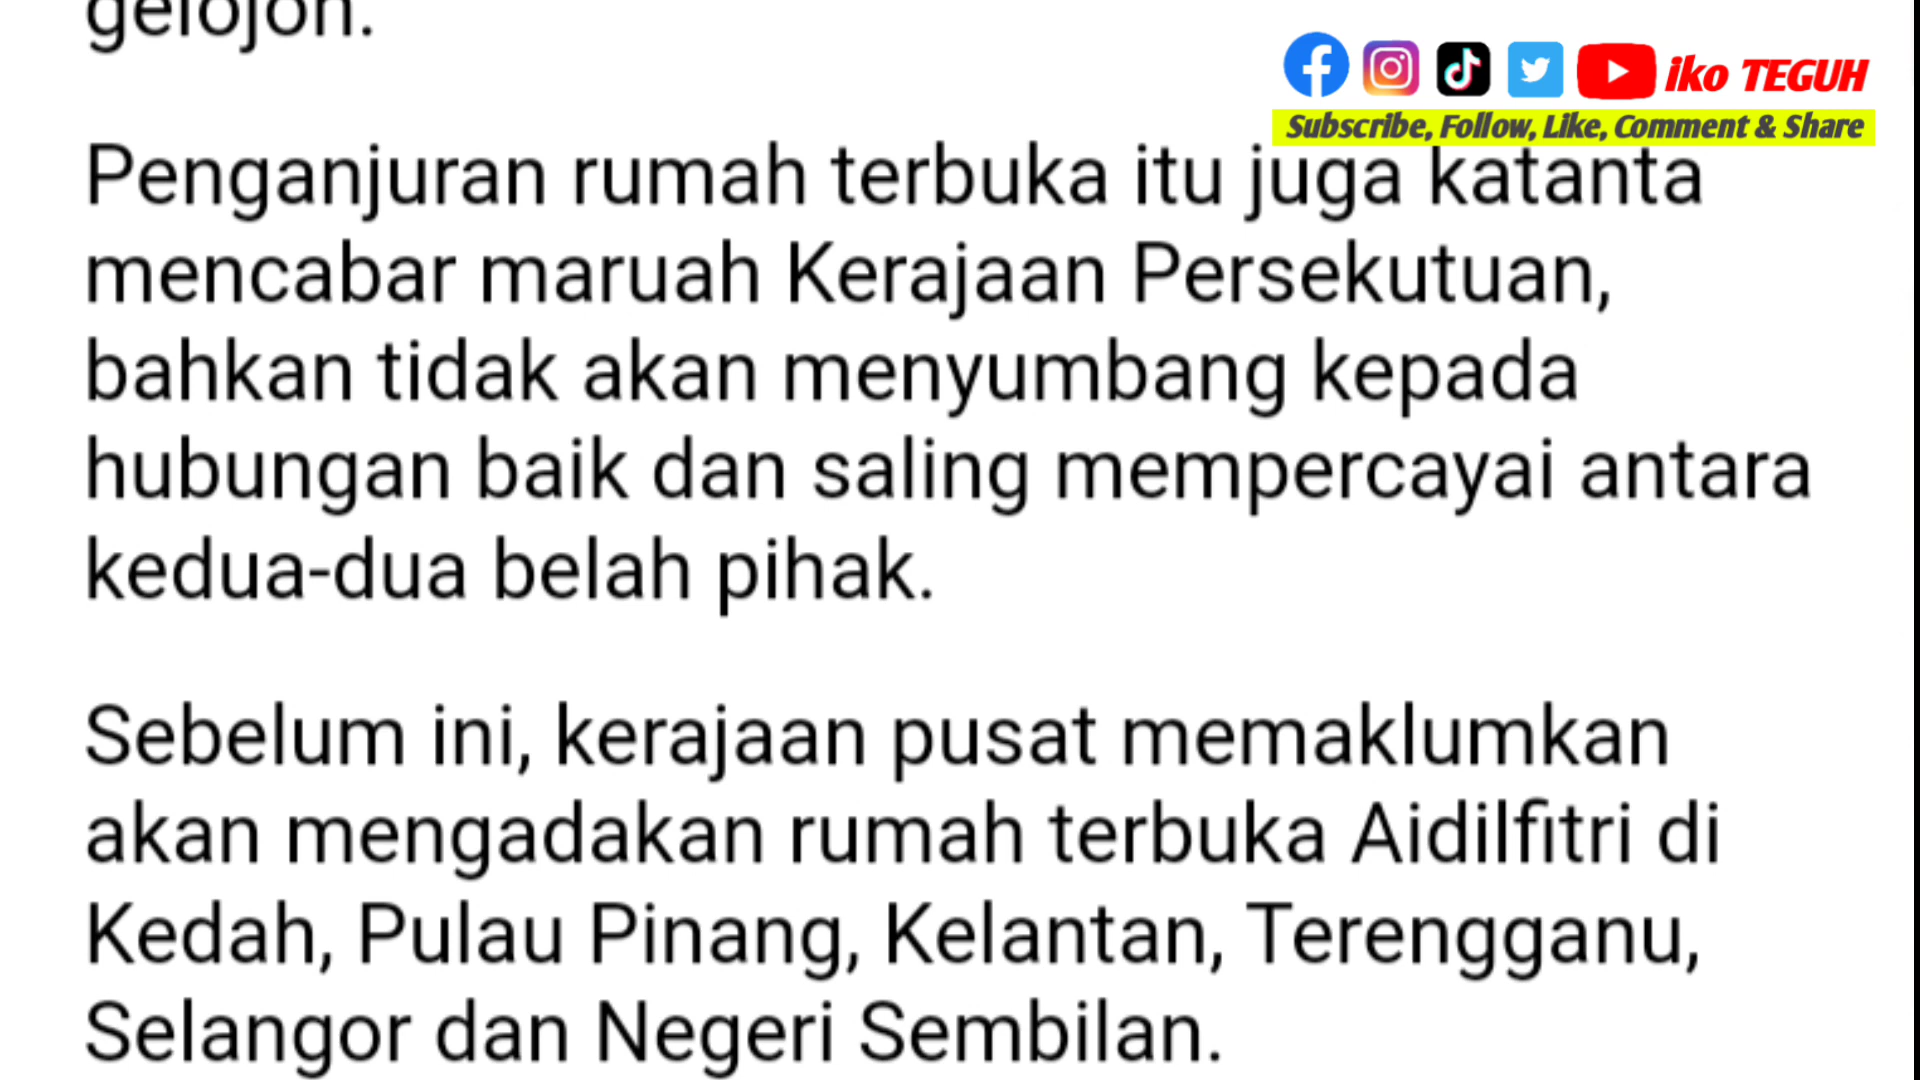 gelojoh.
iko TEGUH
Subscribe, Follow, Like, Comment & Share
Penganjuran rumah terbuka itu juga katanta
mencabar maruah Kerajaan Persekutuan,
bahkan tidak akan menyumbang kepada
hubungan baik dan saling mempercayai antara
kedua-dua belah pihak.
Sebelum ini, kerajaan pusat memaklumkan
akan mengadakan rumah terbuka Aidilfitri di
Kedah, Pulau Pinang, Kelantan, Terengganu,
Selangor dan Negeri Sembilan.